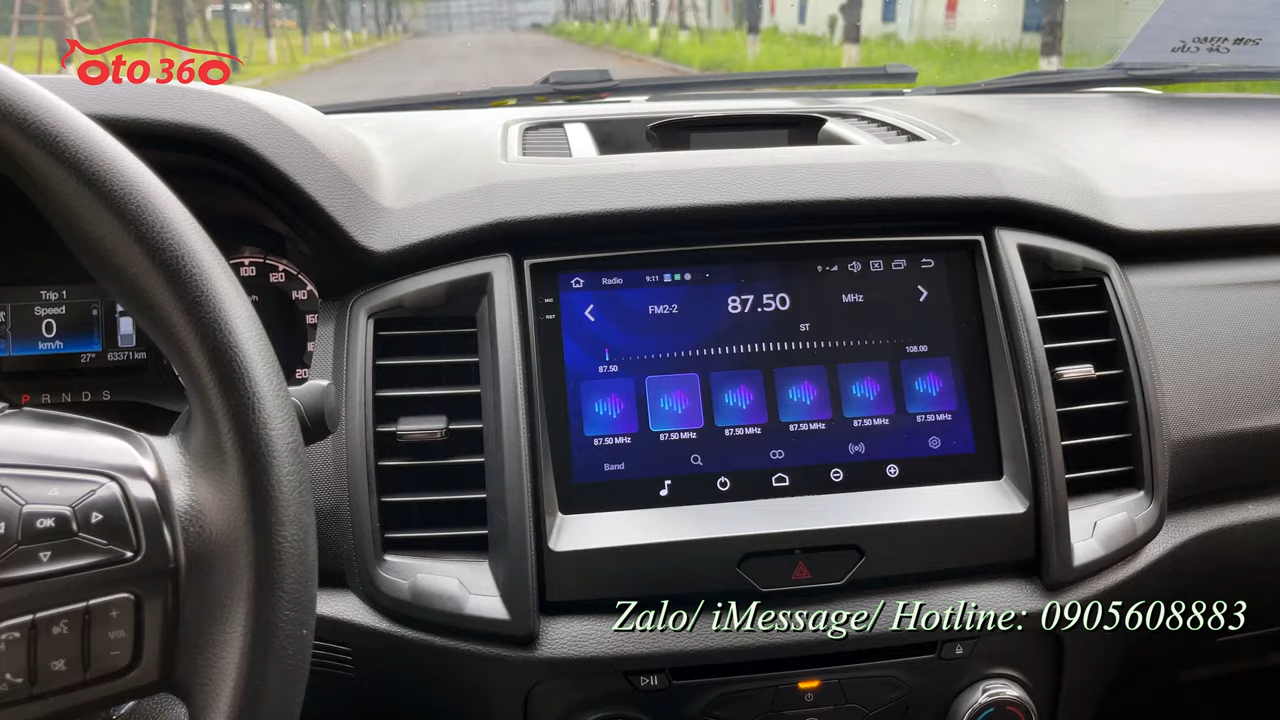 oto 360
Radio
9:11
FM2-2
87.50
MHz
ST
87.50
108.00
87.50 MHz
87.50 MHz
87.50 MHz
87.50 MHz
87.50 MHz
87.50 MHz
Band
MIC
RST
Trip 1
Speed
0
km/h
27°
63371 km
P R N D S
100
120
140
OK
VOL
Zalo/ iMessage/ Hotline: 0905608883